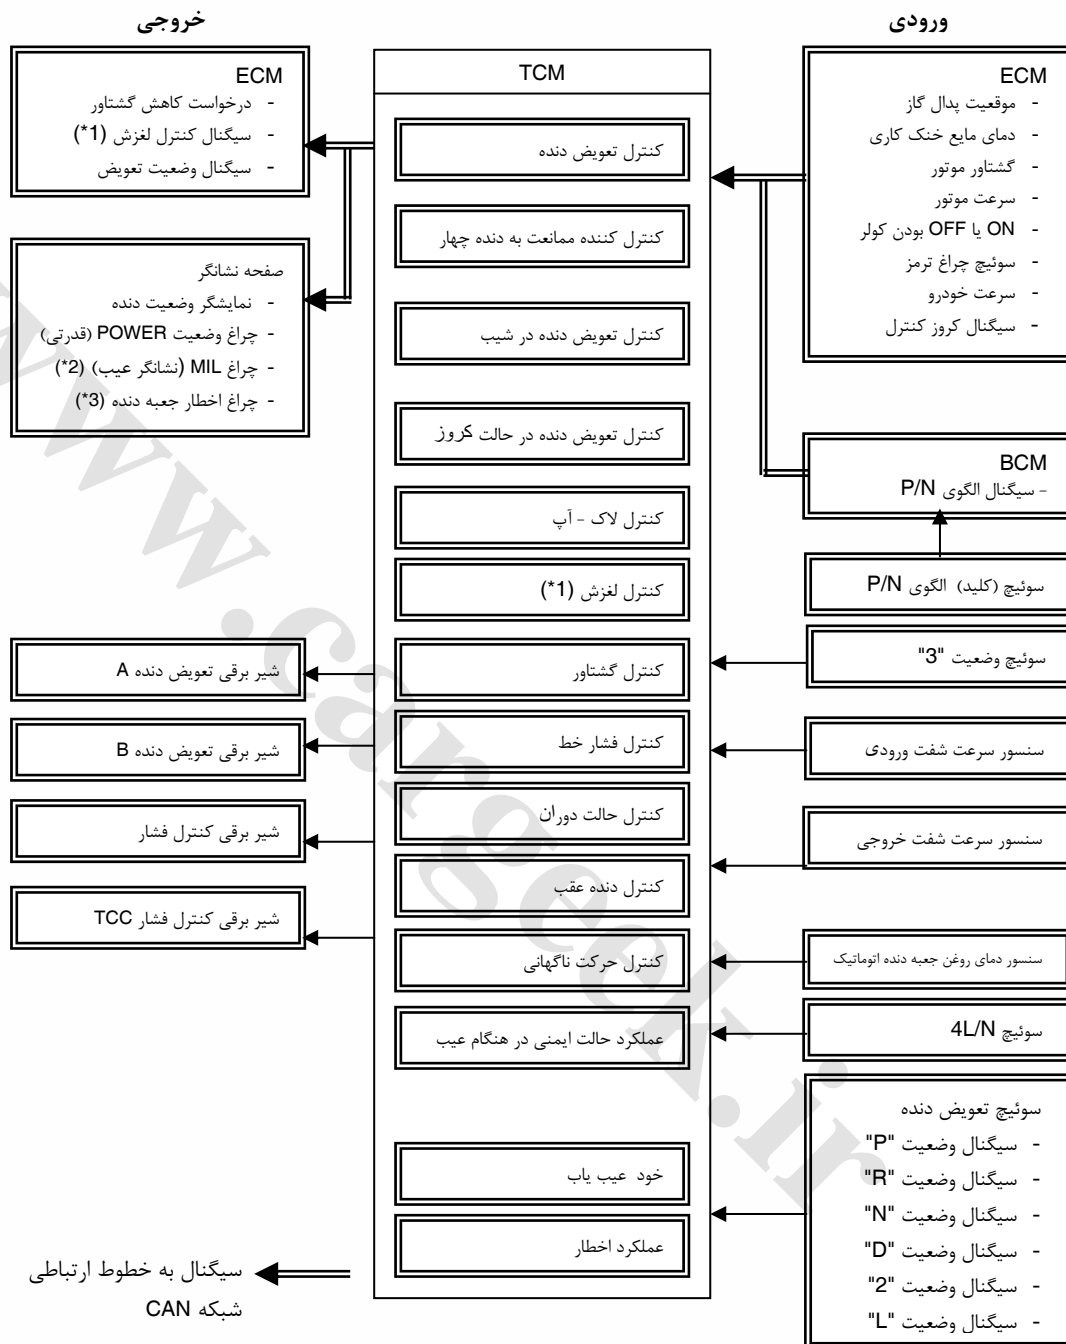 ورودی
ECM
- موقعیت پدال گاز
- دمای مایع خنک کاری
- گشتاور موتور
- سرعت موتور
- ON یا OFF بودن کولر
- سوئیچ چراغ ترمز
- سرعت خودرو
- سیگنال کروز کنترل
BCM
- سیگنال الگوی P/N
سوئیچ (کلید) الگوی P/N
سوئیچ وضعیت "3"
سنسور سرعت شفت ورودی
سنسور سرعت شفت خروجی
سنسور دمای روغن جعبه دنده اتوماتیک
سوئیچ 4L/N
سوئیچ تعویض دنده
- سیگنال وضعیت "P"
- سیگنال وضعیت "R"
- سیگنال وضعیت "N"
- سیگنال وضعیت "D"
- سیگنال وضعیت "2"
- سیگنال وضعیت "L"
TCM
کنترل تعویض دنده
کنترل کننده ممانعت به دنده چهار
کنترل تعویض دنده در شیب
کنترل تعویض دنده در حالت کروز
کنترل لاک - آپ
کنترل لغزش (1*)
کنترل گشتاور
کنترل فشار خط
کنترل حالت دوران
کنترل دنده عقب
کنترل حرکت ناگهانی
عملکرد حالت ایمنی در هنگام عیب
خود عیب یاب
عملکرد اخطار
خروجی
ECM
- درخواست کاهش گشتاور
- سیگنال کنترل لغزش (1*)
- سیگنال وضعیت تعویض
صفحه نشانگر
- نمایشگر وضعیت دنده
- چراغ وضعیت POWER (قدرتی)
- چراغ MIL (نشانگر عیب) (2*)
- چراغ اخطار جعبه دنده (3*)
شیر برقی تعویض دنده A
شیر برقی تعویض دنده B
شیر برقی کنترل فشار
شیر برقی کنترل فشار TCC
سیگنال به خطوط ارتباطی
شبکه CAN
www.cargeek.ir